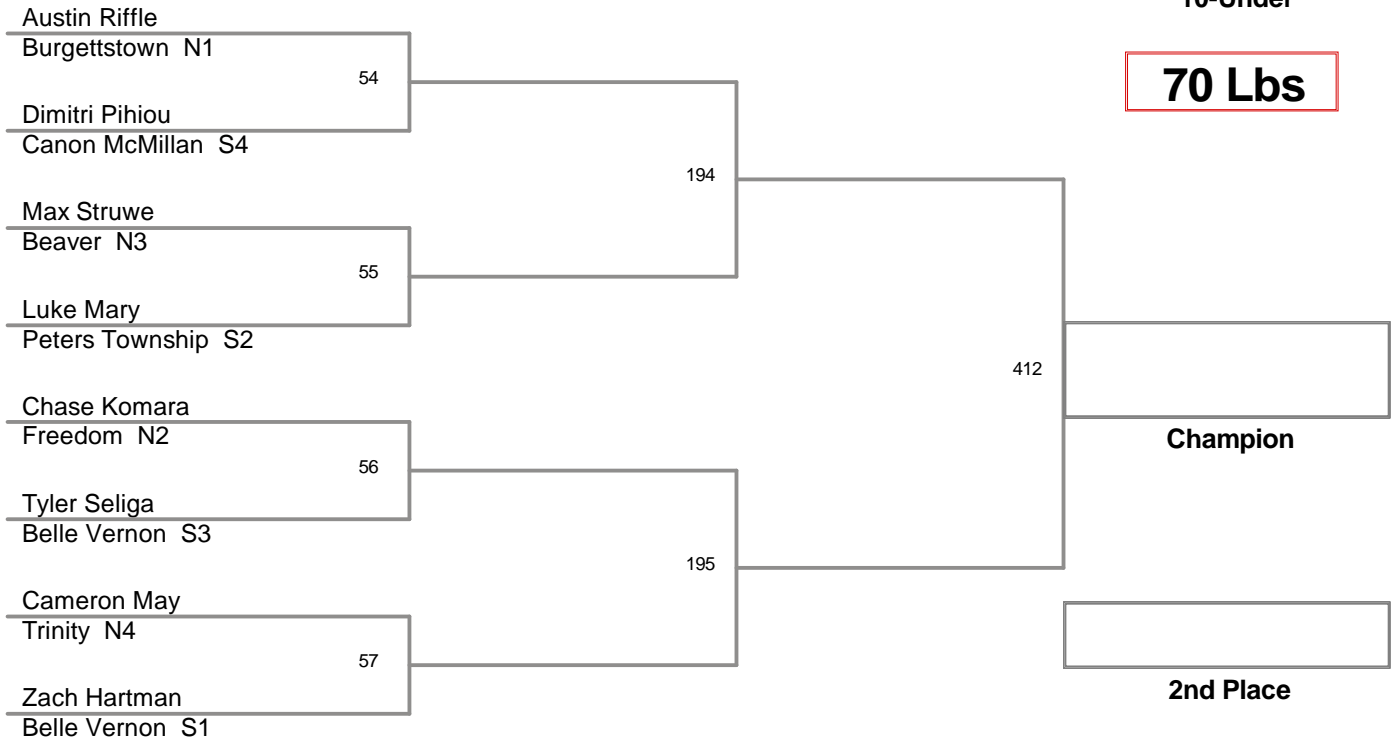 10-Under
70 Lbs
Austin Riffle
Burgettstown  N1
54
Dimitri Pihiou
Canon McMillan  S4
194
Max Struwe
Beaver  N3
55
Luke Mary
Peters Township  S2
412
Champion
Chase Komara
Freedom  N2
56
Tyler Seliga
Belle Vernon  S3
195
Cameron May
Trinity  N4
57
Zach Hartman
Belle Vernon  S1
2nd Place